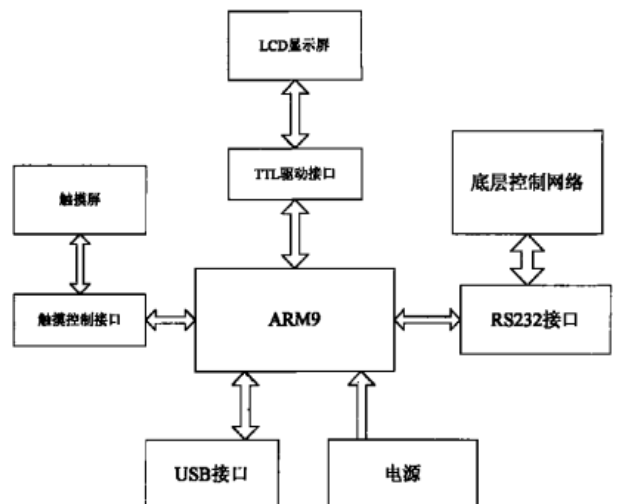 LCD显示屏
TTL驱动接口
底层控制网络
触摸屏
触摸控制接口
ARM9
RS232接口
USB接口
电源